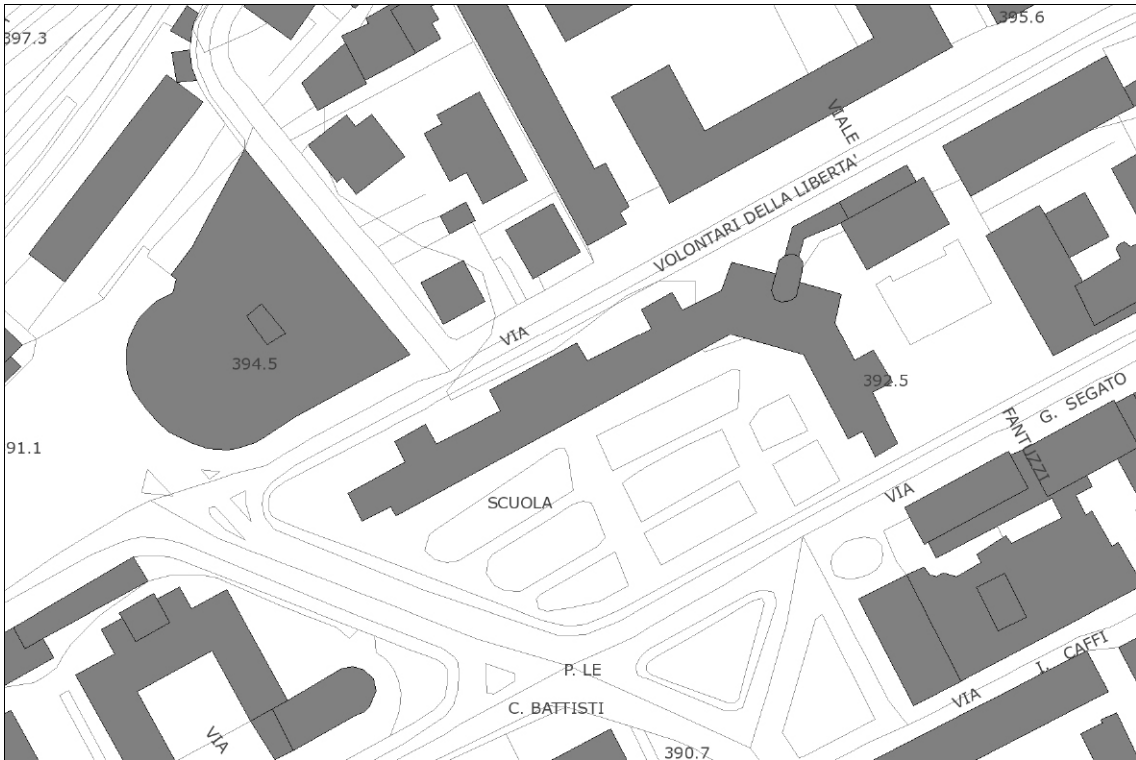 395.6
397.3
VIALE
VOLONTARI DELLA LIBERTA'
VIA
394.5
392.5
G. SEGATO
FANTUZZI
91.1
VIA
SCUOLA
I. CAFFI
P. LE
VIA
C. BATTISTI
VIA
390.7